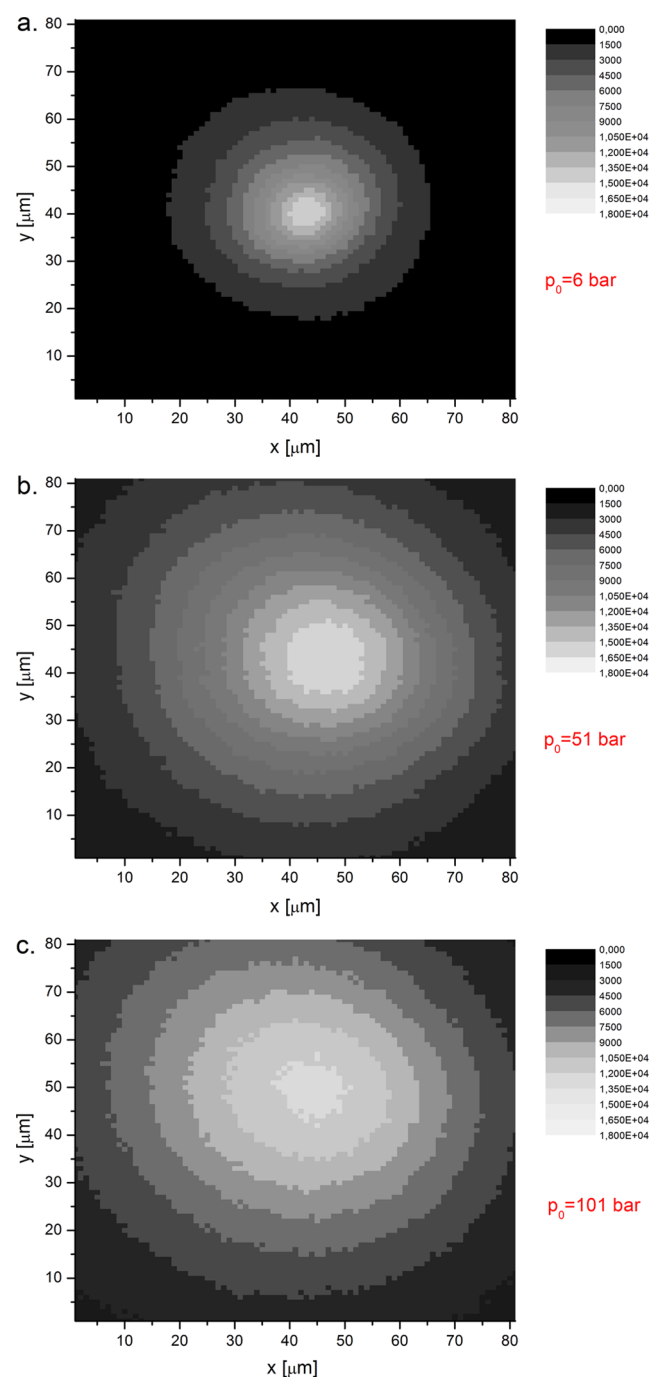 a.
80
70
60
50
40
30
20
10
y [μm]
10 20 30 40 50 60 70 80
x [μm]
0,000
1500
3000
4500
6000
7500
9000
1,050E+04
1,200E+04
1,350E+04
1,500E+04
1,650E+04
1,800E+04
p0=6 bar
b.
80
70
60
50
40
30
20
10
y [μm]
10 20 30 40 50 60 70 80
x [μm]
0,000
1500
3000
4500
6000
7500
9000
1,050E+04
1,200E+04
1,350E+04
1,500E+04
1,650E+04
1,800E+04
p0=51 bar
c.
80
70
60
50
40
30
20
10
y [μm]
10 20 30 40 50 60 70 80
x [μm]
0,000
1500
3000
4500
6000
7500
9000
1,050E+04
1,200E+04
1,350E+04
1,500E+04
1,650E+04
1,800E+04
p0=101 bar